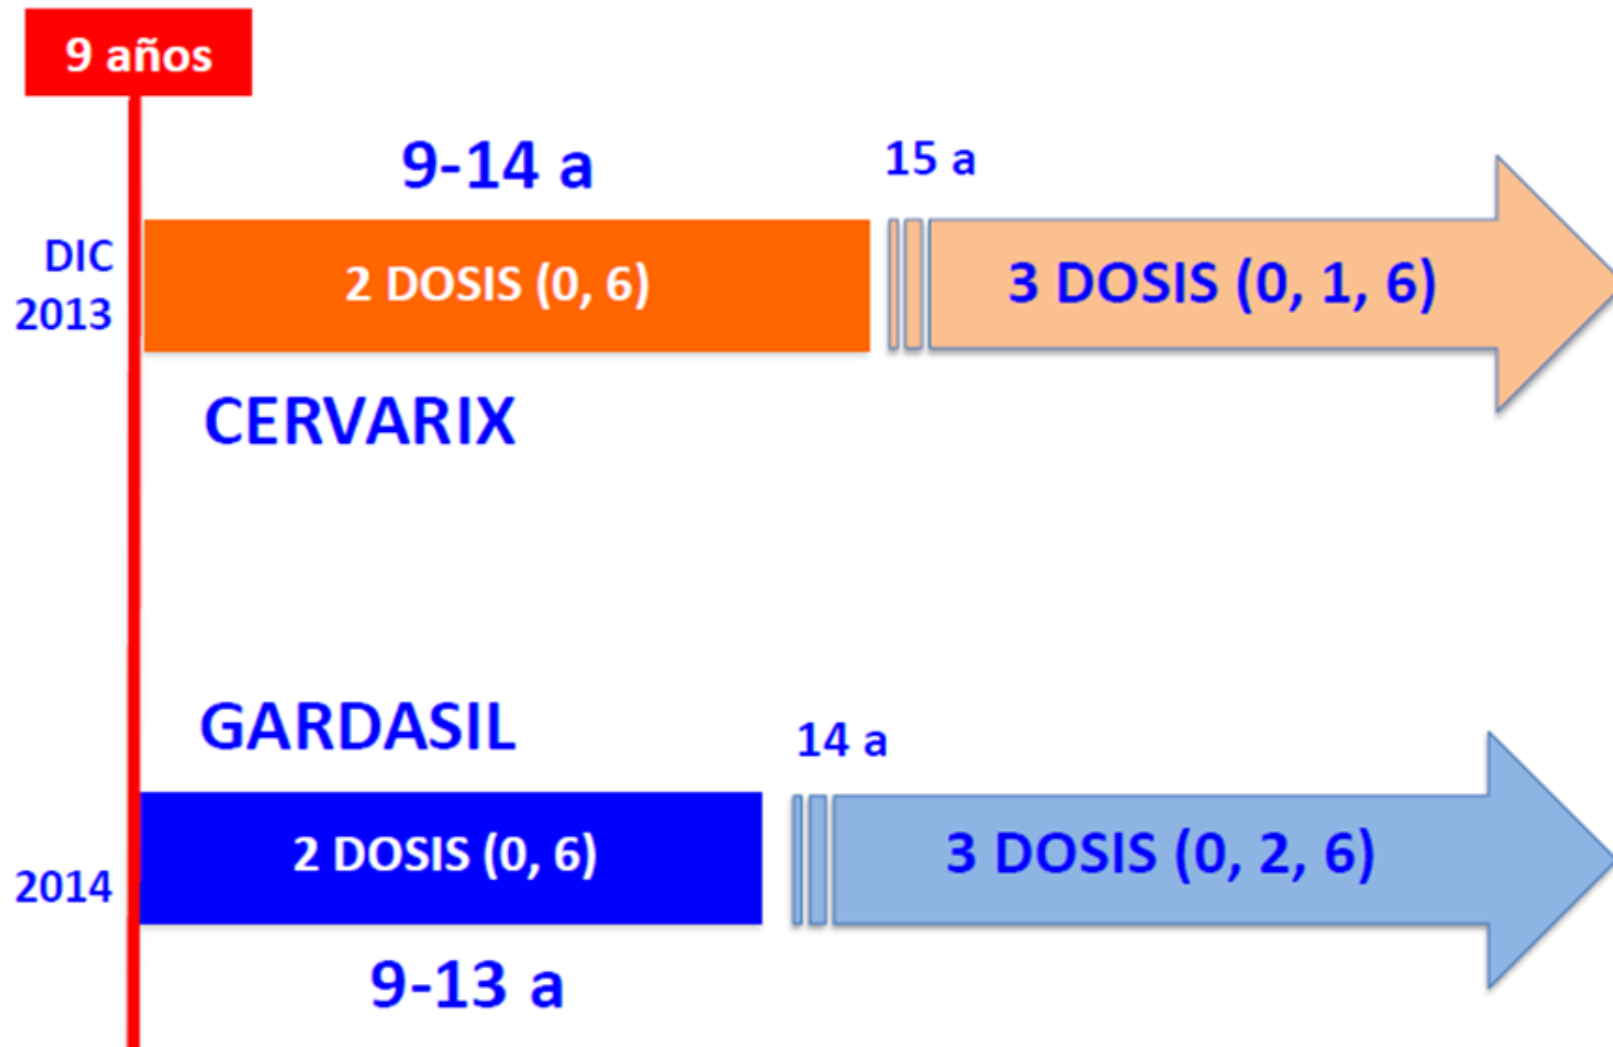 9 años
9-14 a
15 a
DIC
2013
2 DOSIS (0, 6)
3 DOSIS (0, 1, 6)
CERVARIX
GARDASIL
14 a
2014
2 DOSIS (0, 6)
3 DOSIS (0, 2, 6)
9-13 a